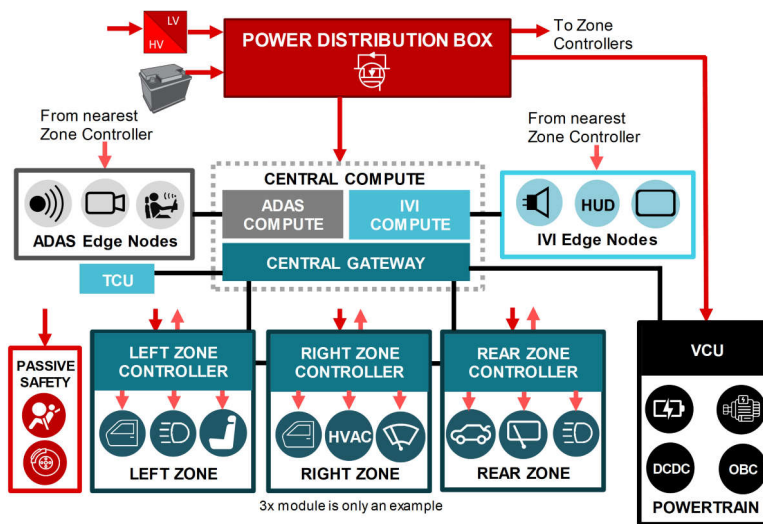 LV
HV
POWER DISTRIBUTION BOX
To Zone
Controllers
From nearest
Zone Controller
From nearest
Zone Controller
CENTRAL COMPUTE
ADAS
COMPUTE
IVI
COMPUTE
HUD
ADAS Edge Nodes
IVI Edge Nodes
CENTRAL GATEWAY
TCU
PASSIVE
SAFETY
LEFT ZONE
CONTROLLER
LEFT ZONE
RIGHT ZONE
CONTROLLER
HVAC
RIGHT ZONE
REAR ZONE
CONTROLLER
REAR ZONE
VCU
DCDC
OBC
POWERTRAIN
3x module is only an example